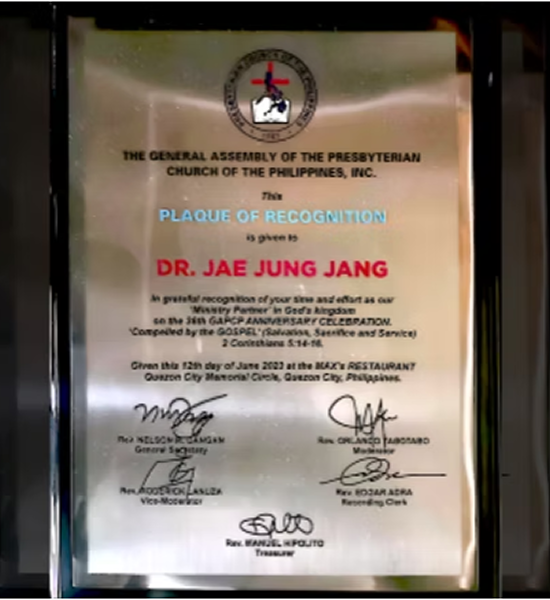 PRESBYTERIAN CHURCH OF THE PHILIPPINES
THE GENERAL ASSEMBLY OF THE PRESBYTERIAN
CHURCH OF THE PHILIPPINES, INC.
This
PLAQUE OF RECOGNITION
is given to
DR. JAE JUNG JANG
In grateful recognition of your time and effort as our
'Ministry Partner' in God's kingdom
on the 36th GAPCP ANNIVERSARY CELEBRATION.
'Compelled by the GOSPEL' (Salvation, Sacrifice and Service)
2 Corinthians 5:14-16.
Given this 12th day of June 2023 at the MAX's RESTAURANT
Quezon City Memorial Circle, Quezon City, Philippines.
Rev. NELSON R. DANGAN Rev. ORLANDO TABOTABO
General Secretary Moderator
Rev. RODERICK LANUZA Rev. EDGAR ADRA
Vice-Moderator Recording Clerk
Rev. MANUEL HIPOLITO
Treasurer